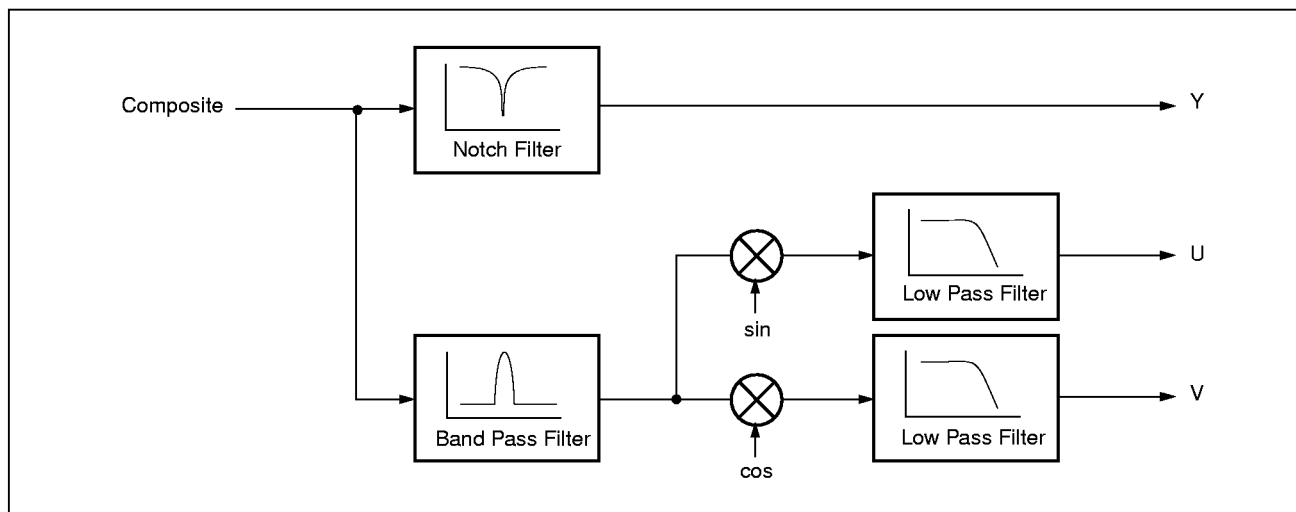 Composite
Notch Filter
Y
sin
Low Pass Filter
U
Band Pass Filter
cos
Low Pass Filter
V